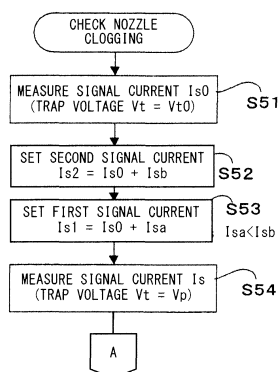 CHECK NOZZLE
CLOGGING
MEASURE SIGNAL CURRENT Is0
(TRAP VOLTAGE Vt = Vt0)
S51
SET SECOND SIGNAL CURRENT
Is2 = Is0 + Isb
S52
SET FIRST SIGNAL CURRENT
Is1 = Is0 + Isa
S53
Isa<Isb
MEASURE SIGNAL CURRENT Is
(TRAP VOLTAGE Vt = Vp)
S54
A